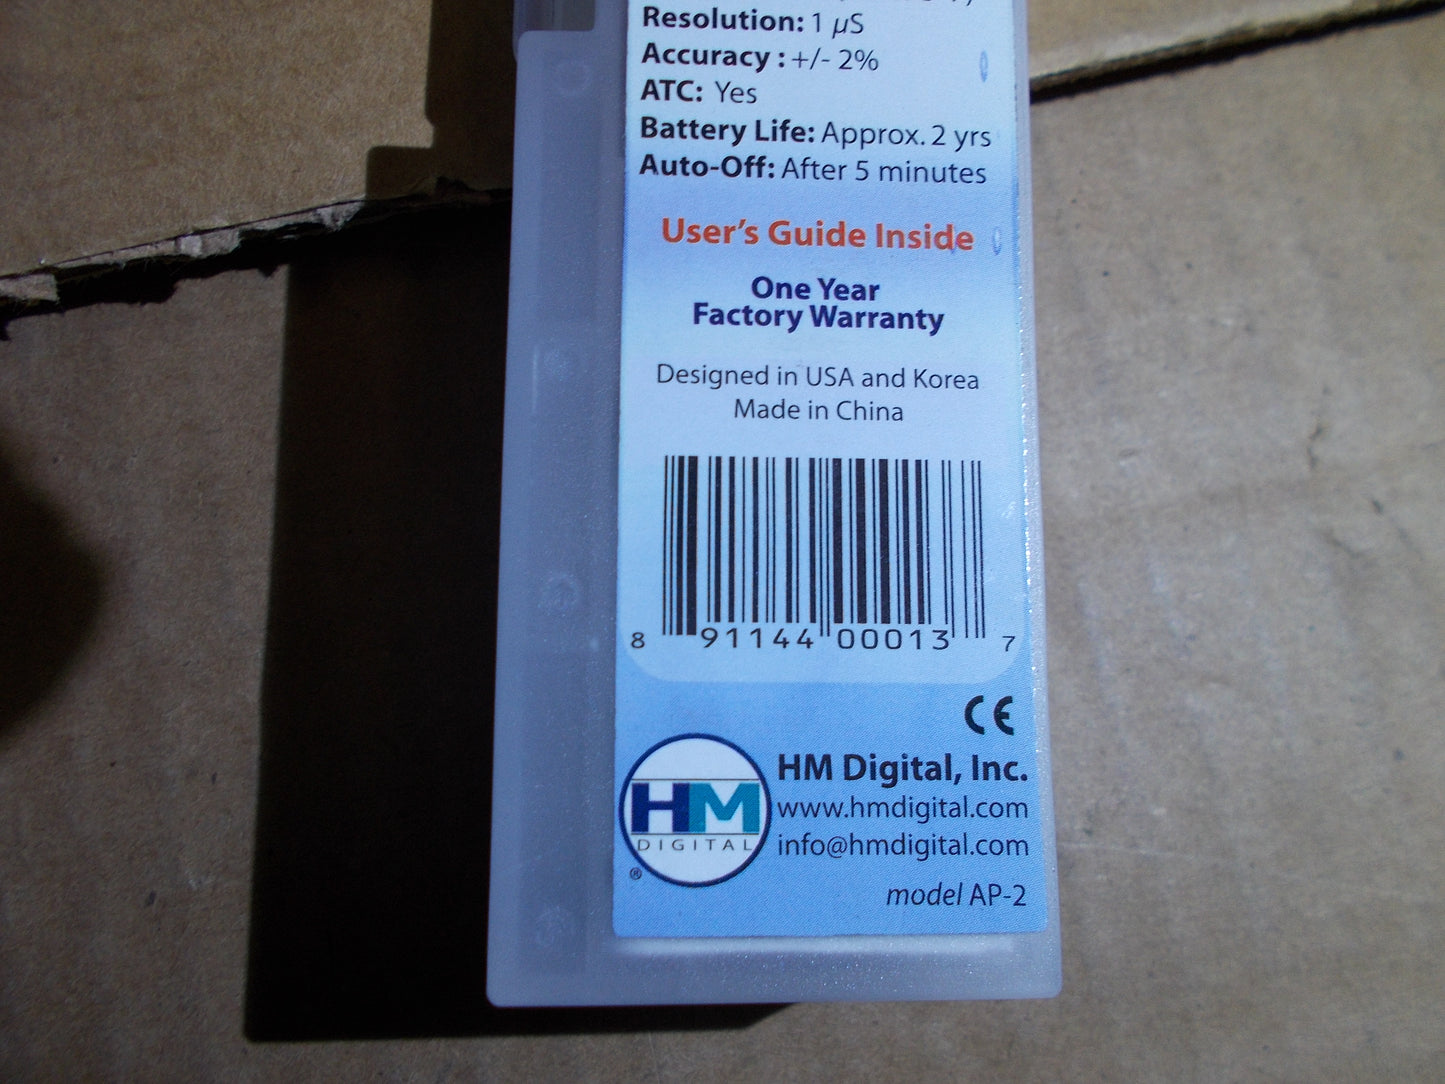 Resolution: 1 µS
Accuracy : +/- 2%
ATC: Yes
Battery Life: Approx. 2 yrs
Auto-Off: After 5 minutes
User's Guide Inside
One Year
Factory Warranty
Designed in USA and Korea
Made in China
8 91144 00013 7
CE
HM Digital, Inc.
www.hmdigital.com
info@hmdigital.com
HM
DIGITAL
®
model AP-2